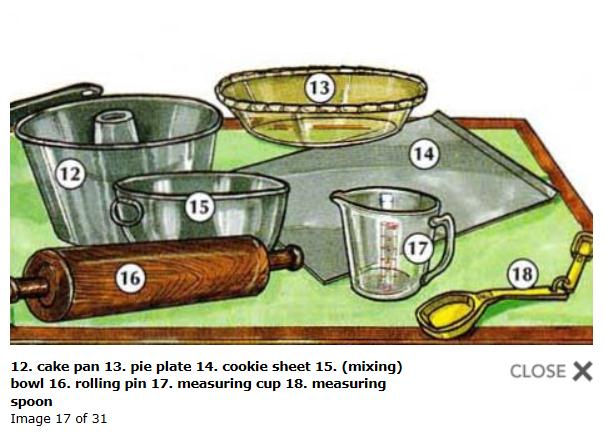 13
14
12
15
17
16
18
12. cake pan 13. pie plate 14. cookie sheet 15. (mixing)
bowl 16. rolling pin 17. measuring cup 18. measuring
spoon
Image 17 of 31
CLOSE X